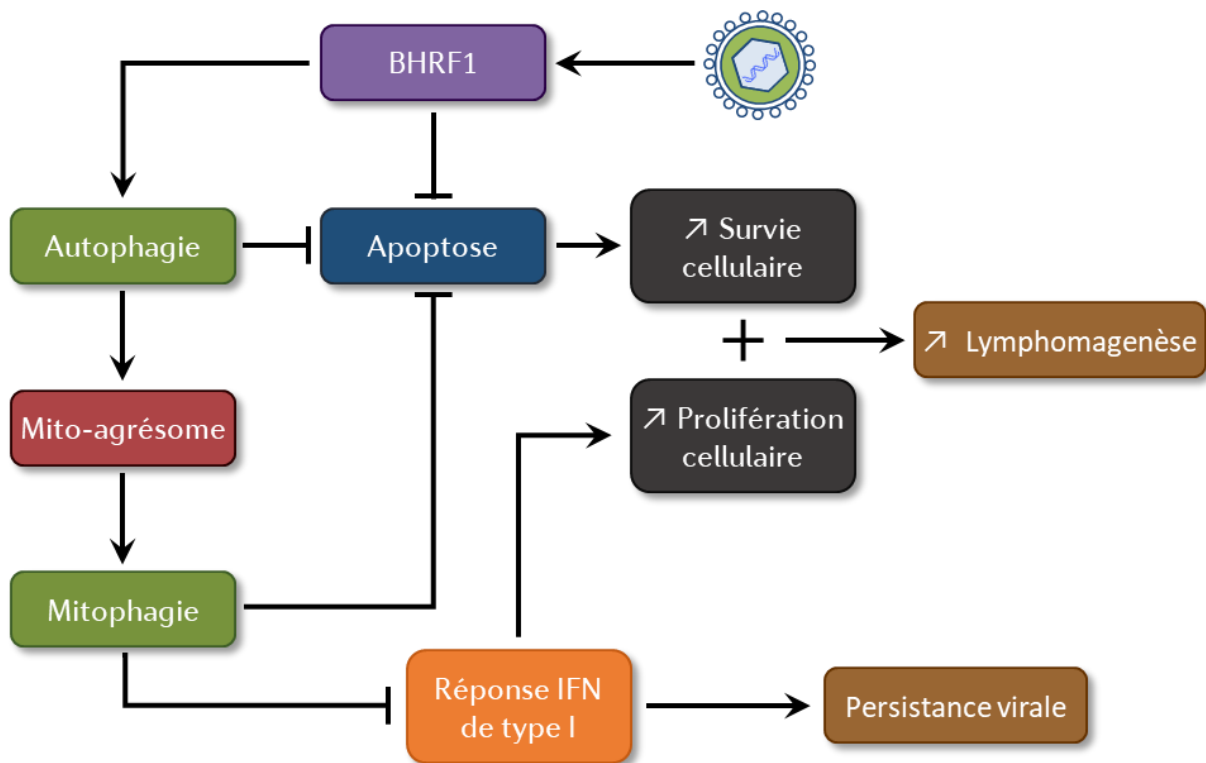 BHRF1
Autophagie
Apoptose
↗ Survie
cellulaire
+
↗ Lymphomagenèse
Mito-agrésome
↗ Prolifération
cellulaire
Mitophagie
Réponse IFN
de type I
Persistance virale